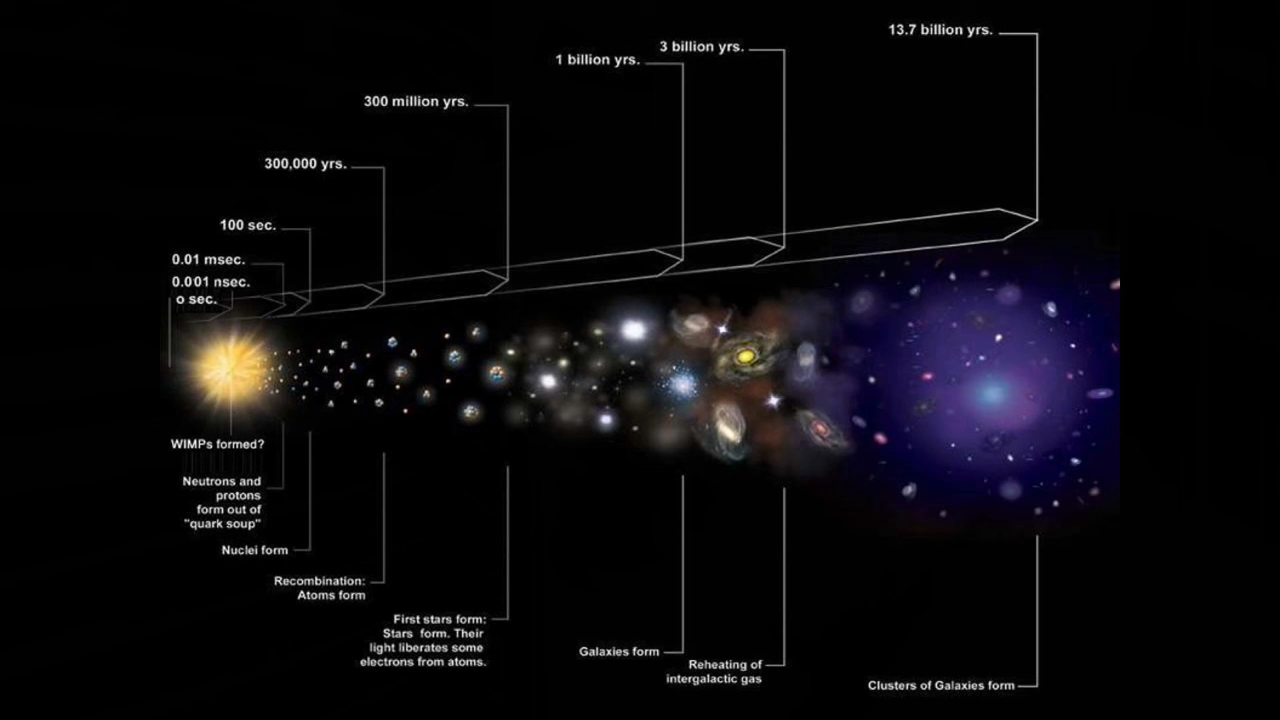 13.7 billion yrs.
3 billion yrs.
1 billion yrs.
300 million yrs.
300,000 yrs.
100 sec.
0.01 msec.
0.001 nsec.
o sec.
WIMPs formed?
Neutrons and
protons
form out of
"quark soup"
Nuclei form
Recombination:
Atoms form
First stars form:
Stars form. Their
light liberates some
electrons from atoms.
Galaxies form
Reheating of
intergalactic gas
Clusters of Galaxies form